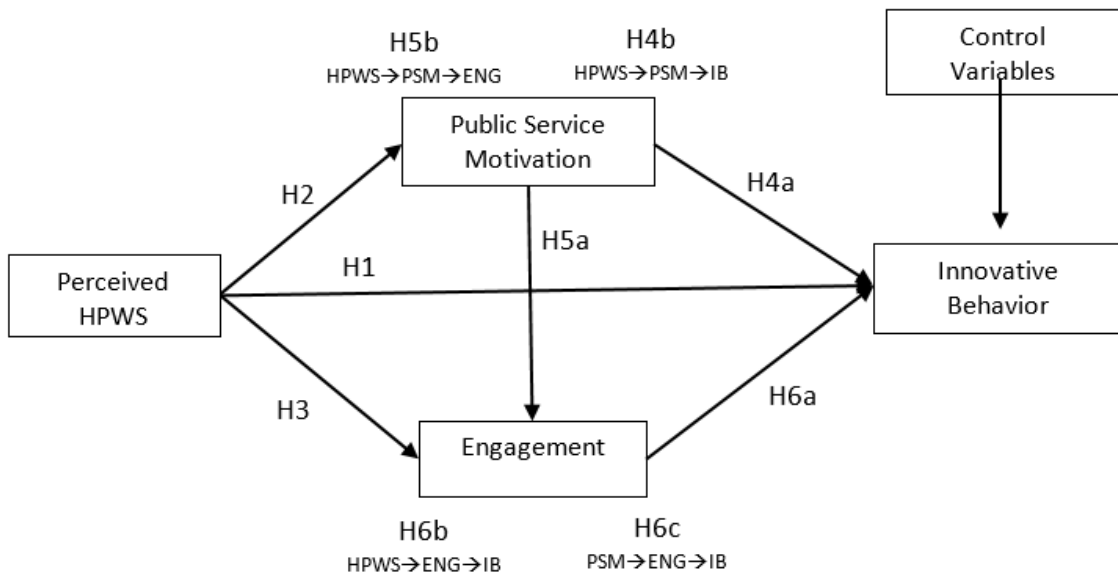 H5b
HPWS→PSM→ENG
H4b
HPWS→PSM→IB
Control
Variables
Public Service
Motivation
H2
H4a
H5a
H1
Perceived
HPWS
Innovative
Behavior
H3
H6a
Engagement
H6b
HPWS→ENG→IB
H6c
PSM→ENG→IB